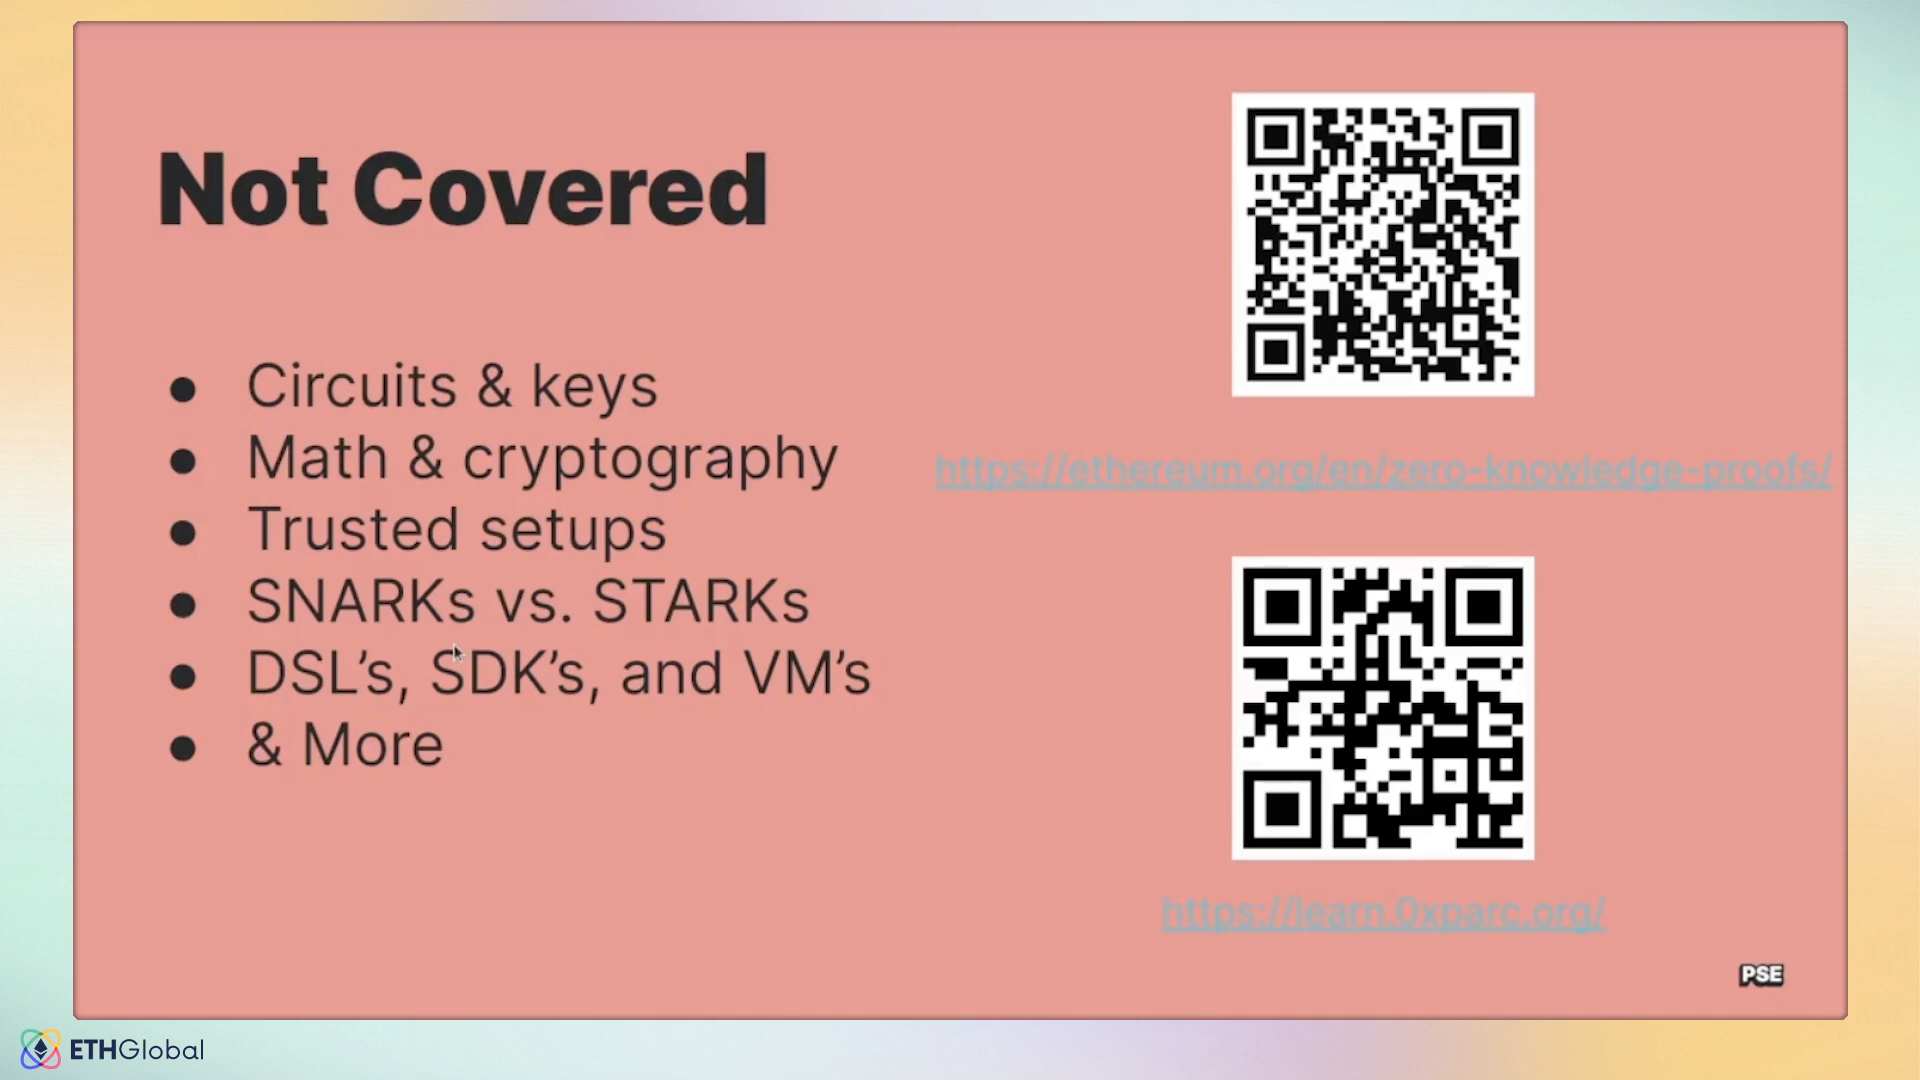 Not Covered
Circuits & keys
Math & cryptography
Trusted setups
SNARKs vs. STARKs
DSL’s, SDK’s, and VM’s
& More
https://ethereum.org/en/zero-knowledge-proofs/
https://learn.0xparc.org/
PSE
ETHGlobal